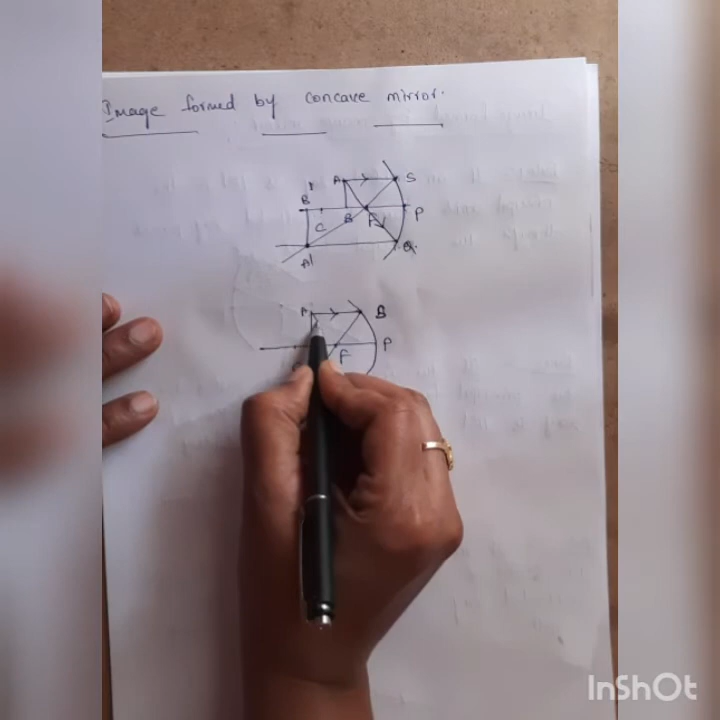 Image formed by concave mirror.
A S
B
B F P
C
A' Q
A B
F P
InShOt